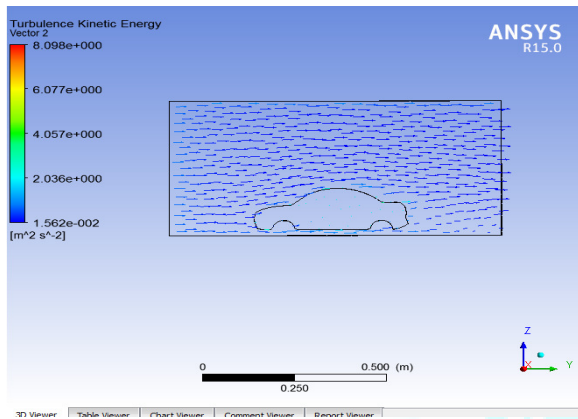 Turbulence Kinetic Energy
Vector 2
8.098e+000
6.077e+000
4.057e+000
2.036e+000
1.562e-002
[m^2 s^-2]
ANSYS
R15.0
0
0.500 (m)
0.250
Z
X
Y
3D Viewer
Table Viewer
Chart Viewer
Comment Viewer
Report Viewer